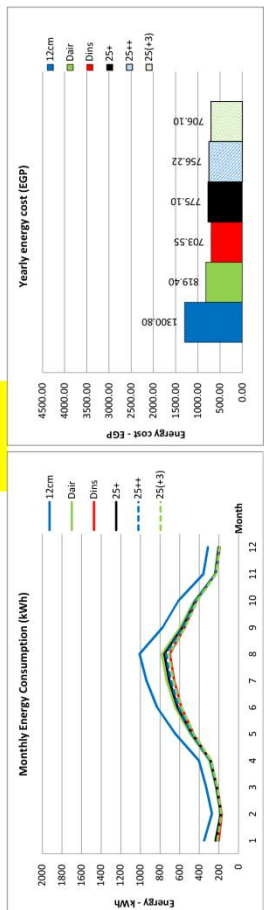 Monthly Energy Consumption (kWh)
Energy - kWh
2000
1800
1600
1400
1200
1000
800
600
400
200
0
1 2 3 4 5 6 7 8 9 10 11 12
Month
12cm
Dair
Dins
25+
25++
25(+3)
Yearly energy cost (EGP)
Energy cost - EGP
4500.00
4000.00
3500.00
3000.00
2500.00
2000.00
1500.00
1000.00
500.00
0.00
1300.80
819.40
703.55
775.10
756.22
706.10
12cm
Dair
Dins
25+
25++
25(+3)